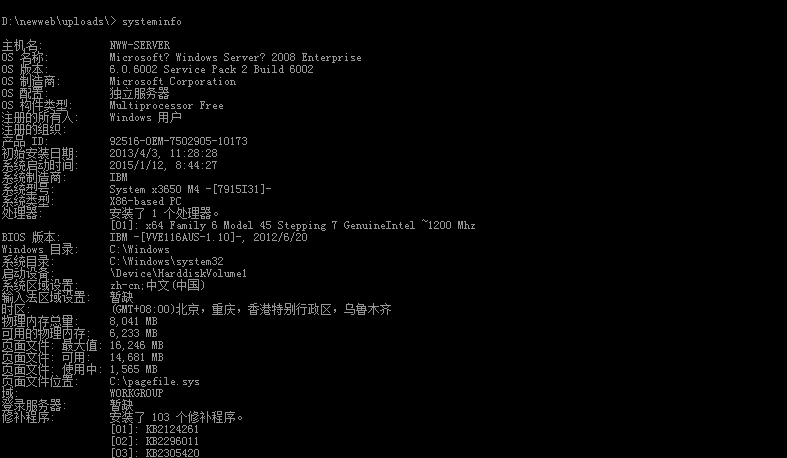 D:\newweb\uploads\> systeminfo
主机名: NWW-SERVER
OS 名称: Microsoft? Windows Server? 2008 Enterprise
OS 版本: 6.0.6002 Service Pack 2 Build 6002
OS 制造商: Microsoft Corporation
OS 配置: 独立服务器
OS 构件类型: Multiprocessor Free
注册的所有人: Windows 用户
注册的组织:
产品 ID: 92516-OEM-7502905-10173
初始安装日期: 2013/4/3, 11:28:28
系统启动时间: 2015/1/12, 8:44:27
系统制造商: IBM
系统型号: System x3650 M4 -[7915I31]-
系统类型: X86-based PC
处理器: 安装了 1 个处理器。
[01]: x64 Family 6 Model 45 Stepping 7 GenuineIntel ~1200 Mhz
BIOS 版本: IBM -[VVE116AUS-1.10]-, 2012/6/20
Windows 目录: C:\Windows
系统目录: C:\Windows\system32
启动设备: \Device\HarddiskVolume1
系统区域设置: zh-cn;中文(中国)
输入法区域设置: 暂缺
时区: (GMT+08:00)北京，重庆，香港特别行政区，乌鲁木齐
物理内存总量: 8,041 MB
可用的物理内存: 6,233 MB
页面文件: 最大值: 16,246 MB
页面文件: 可用: 14,681 MB
页面文件: 使用中: 1,565 MB
页面文件位置: C:\pagefile.sys
域: WORKGROUP
登录服务器: 暂缺
修补程序: 安装了 103 个修补程序。
[01]: KB2124261
[02]: KB2296011
[03]: KB2305420